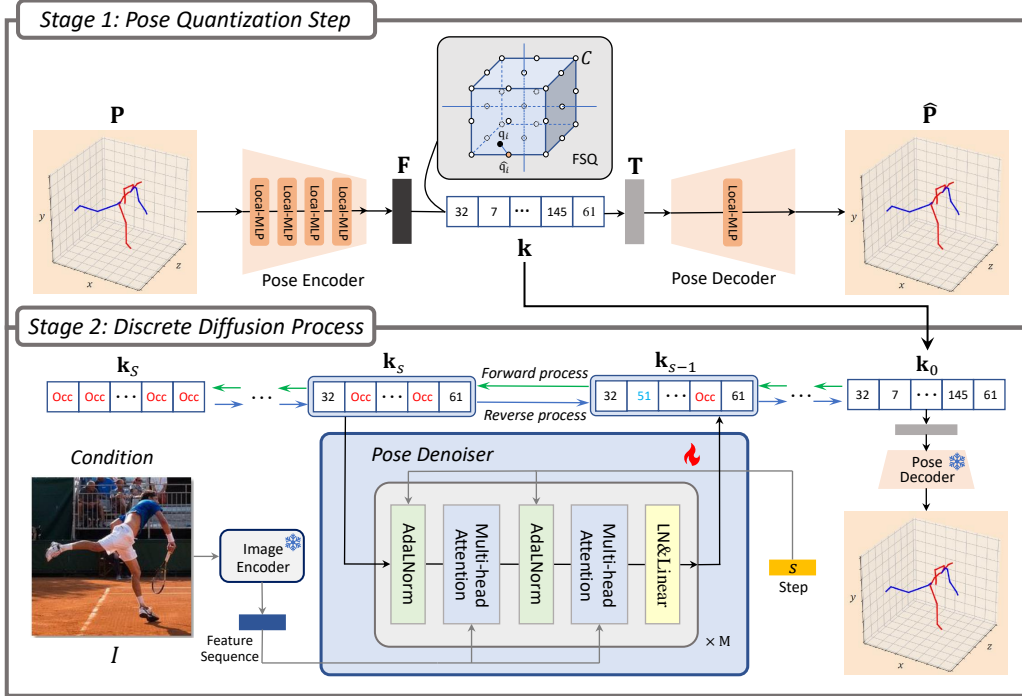 Stage 1: Pose Quantization Step
C
q_i
q̂_i
FSQ
P
y
x
z
Local-MLP
Local-MLP
Local-MLP
Local-MLP
Pose Encoder
F
32 7 ··· 145 61
k
T
Local-MLP
Pose Decoder
P̂
y
x
z
Stage 2: Discrete Diffusion Process
k_S
Occ Occ ··· Occ Occ
...
k_s
32 Occ ··· Occ 61
Forward process
Reverse process
k_{s−1}
32 51 ··· Occ 61
...
k_0
32 7 ··· 145 61
Condition
I
Image
Encoder
Feature
Sequence
Pose Denoiser
AdaLNorm
Multi-head
Attention
AdaLNorm
Multi-head
Attention
LN&Linear
× M
s
Step
Pose
Decoder
y
x
z